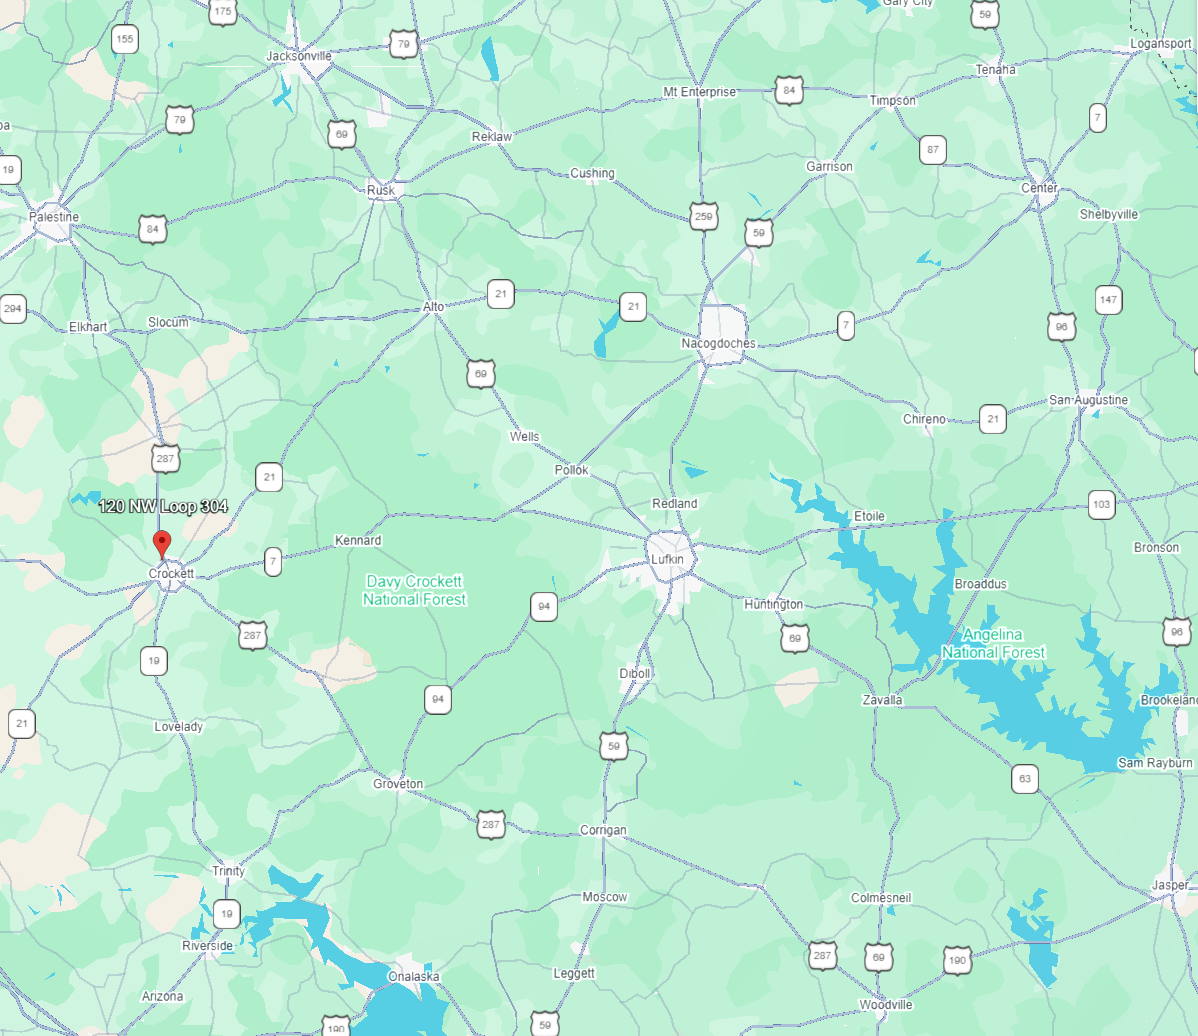 175
Gary City
59
155
79
Jacksonville
Logansport
Tenaha
Mt Enterprise
84
Timpson
7
79
69
Reklaw
87
19
Cushing
Garrison
Rusk
Center
Palestine
84
259
59
Shelbyville
294
Elkhart
Slocum
Alto
21
21
Nacogdoches
7
147
96
69
San Augustine
Chireno
21
Wells
287
21
Pollok
120 NW Loop 304
Redland
Etoile
103
Kennard
Lufkin
Bronson
Crockett
7
Davy Crockett
National Forest
94
Huntington
Broaddus
287
69
Angelina
National Forest
96
19
Diboll
Zavalla
Brookeland
94
21
Lovelady
59
Sam Rayburn
63
Groveton
287
Corrigan
Trinity
Jasper
Moscow
Colmesneil
19
Riverside
287
69
190
Onalaska
Leggett
Arizona
Woodville
190
59